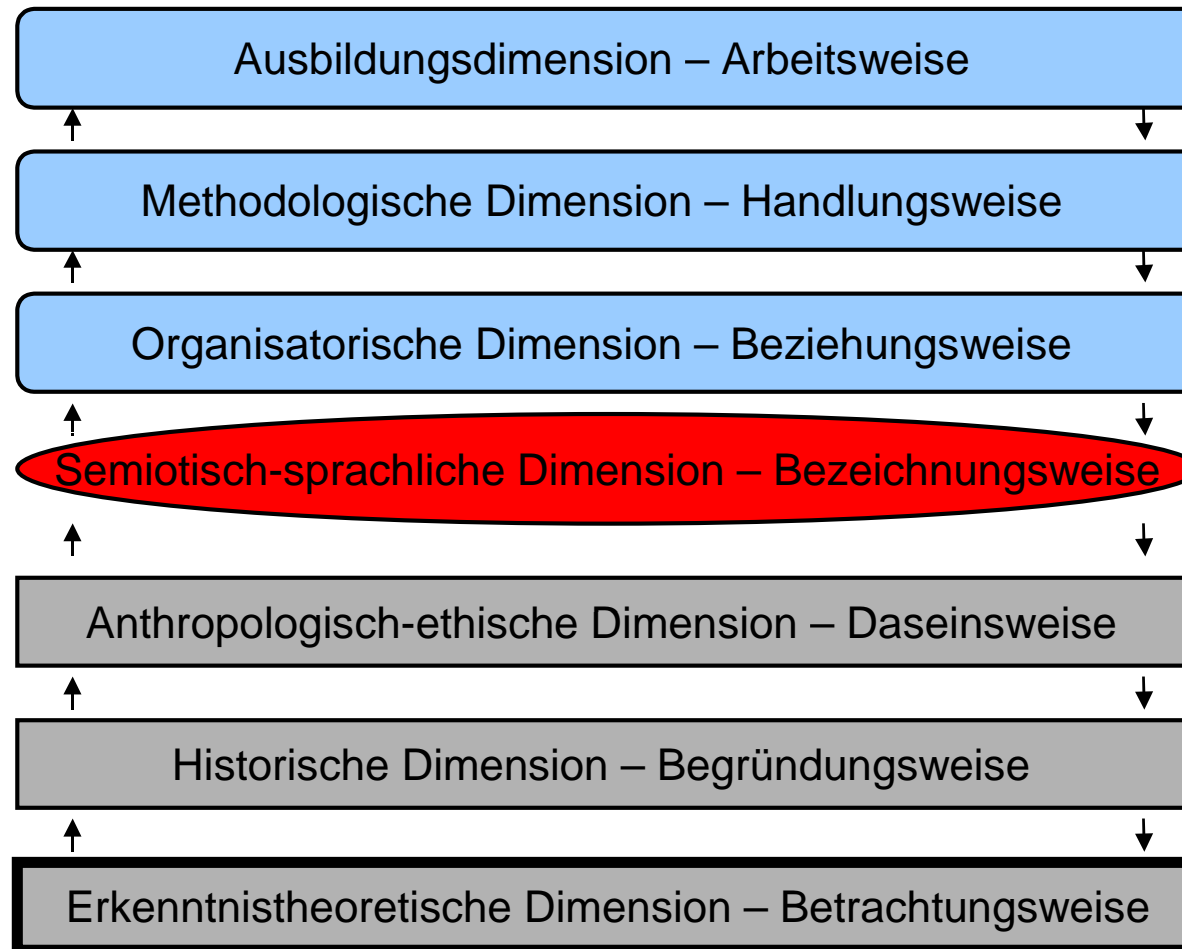 Ausbildungsdimension – Arbeitsweise
Methodologische Dimension – Handlungsweise
Organisatorische Dimension – Beziehungsweise
Semiotisch-sprachliche Dimension – Bezeichnungsweise
Anthropologisch-ethische Dimension – Daseinsweise
Historische Dimension – Begründungsweise
Erkenntnistheoretische Dimension – Betrachtungsweise